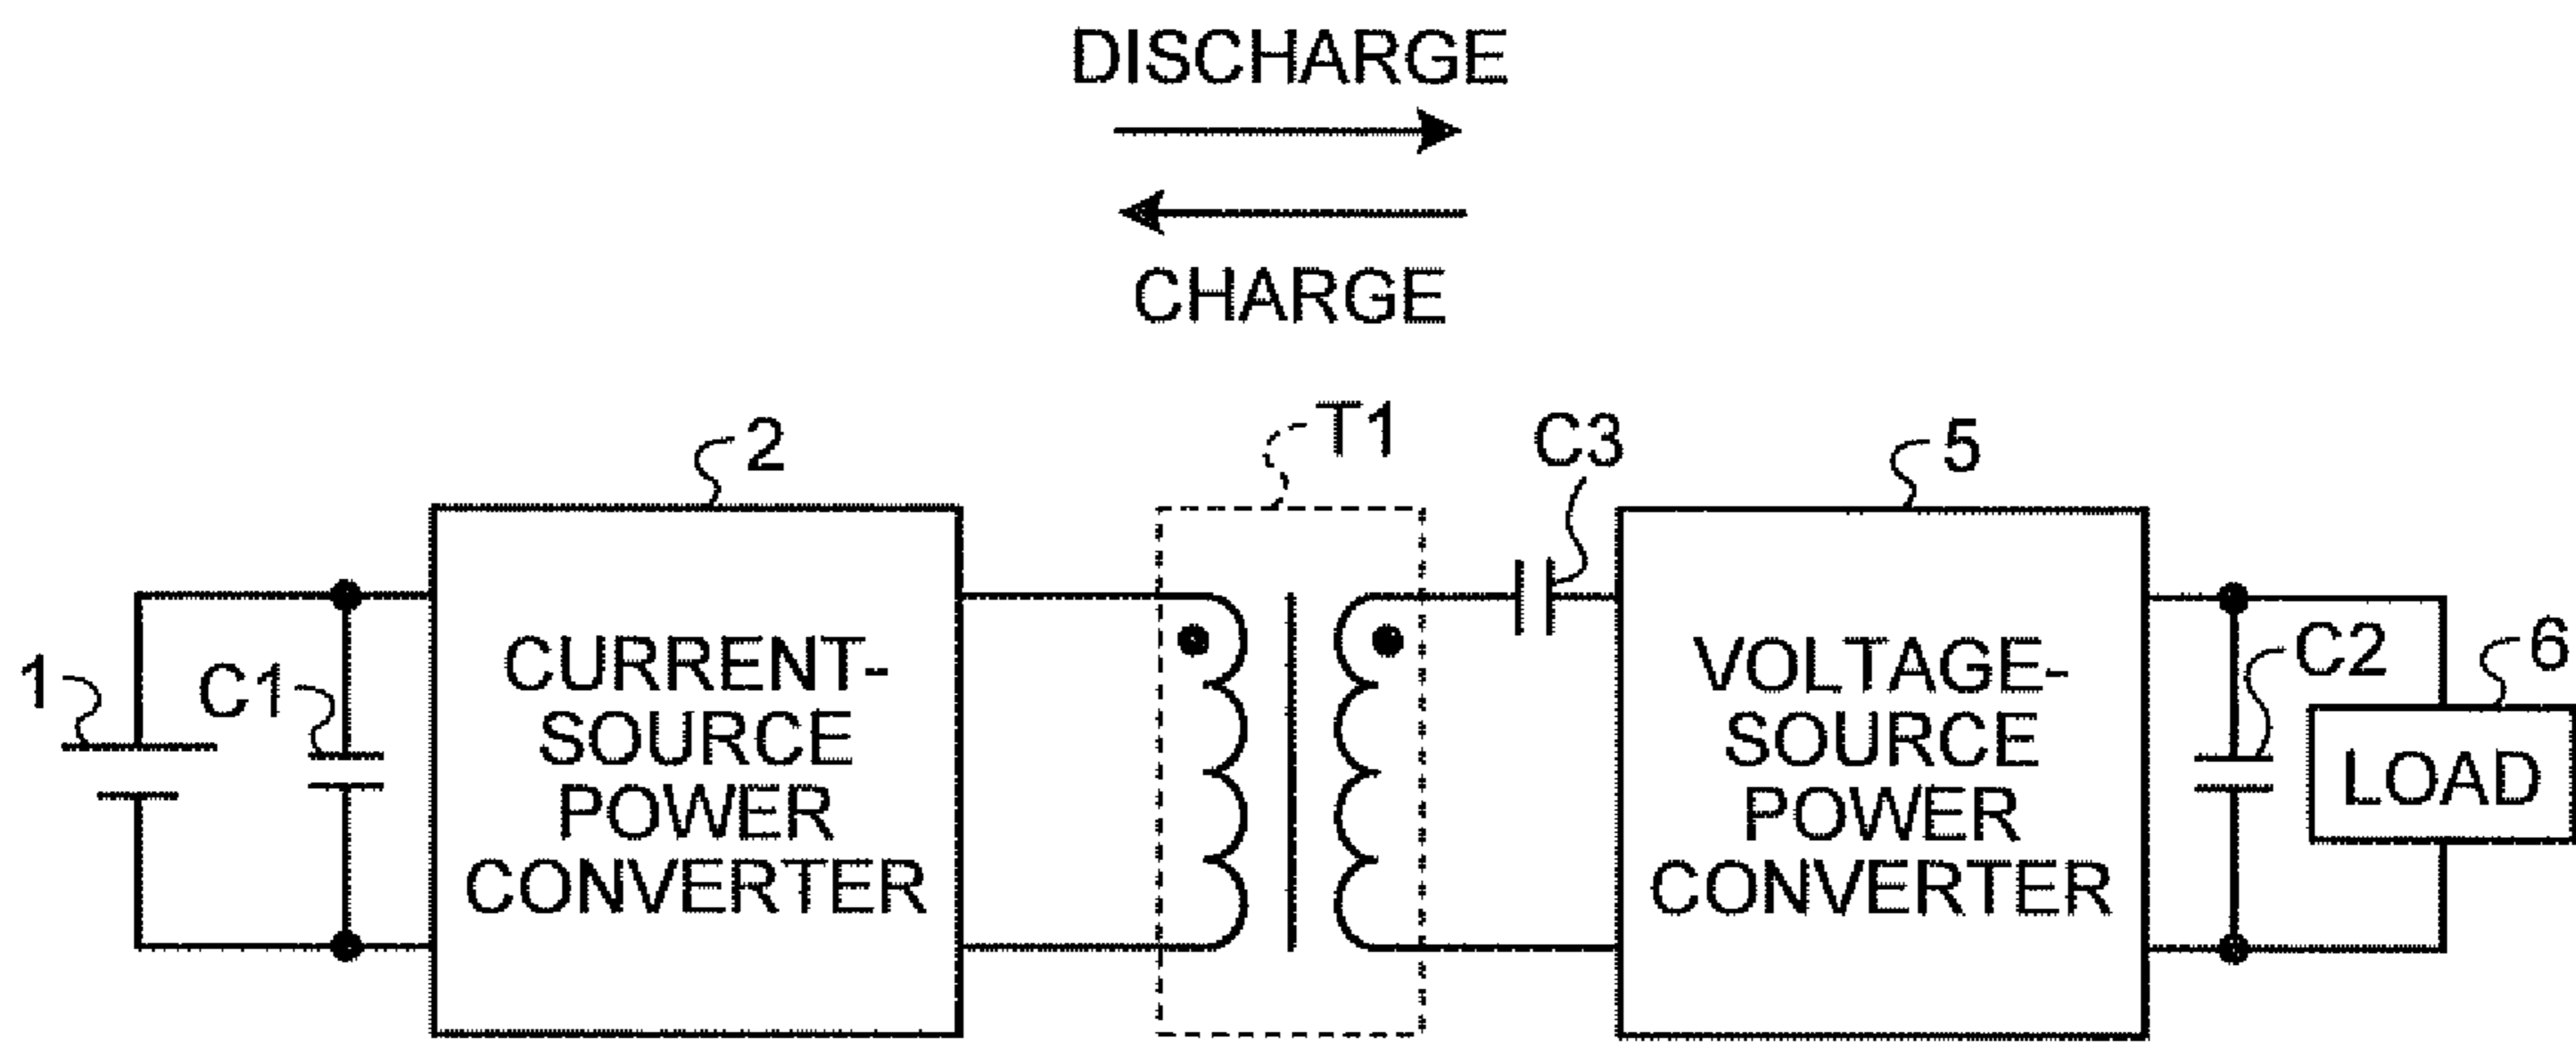 DISCHARGE
CHARGE
2
T1
C3
5
1
C1
CURRENT-
SOURCE
POWER
CONVERTER
VOLTAGE-
SOURCE
POWER
CONVERTER
C2
6
LOAD